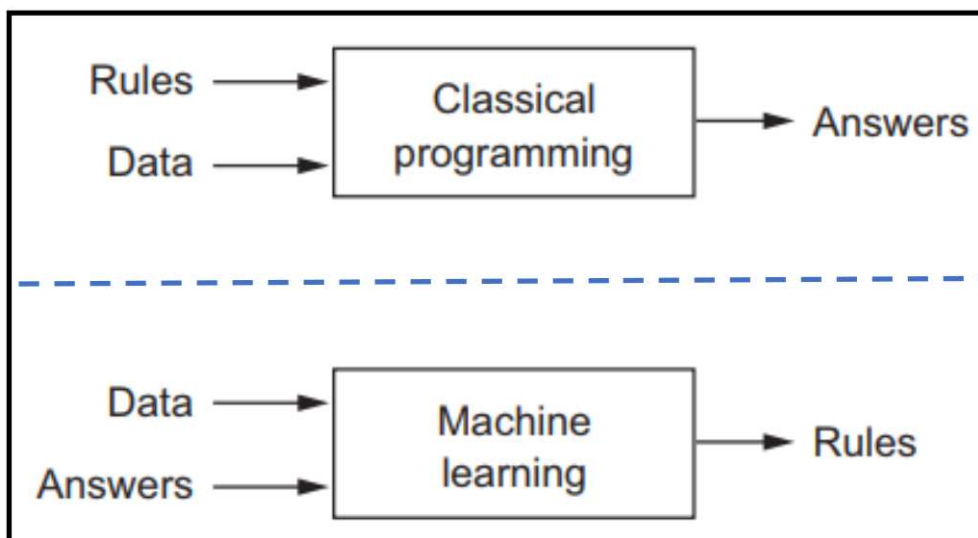 Rules
Data
Classical
programming
Answers
Data
Answers
Machine
learning
Rules